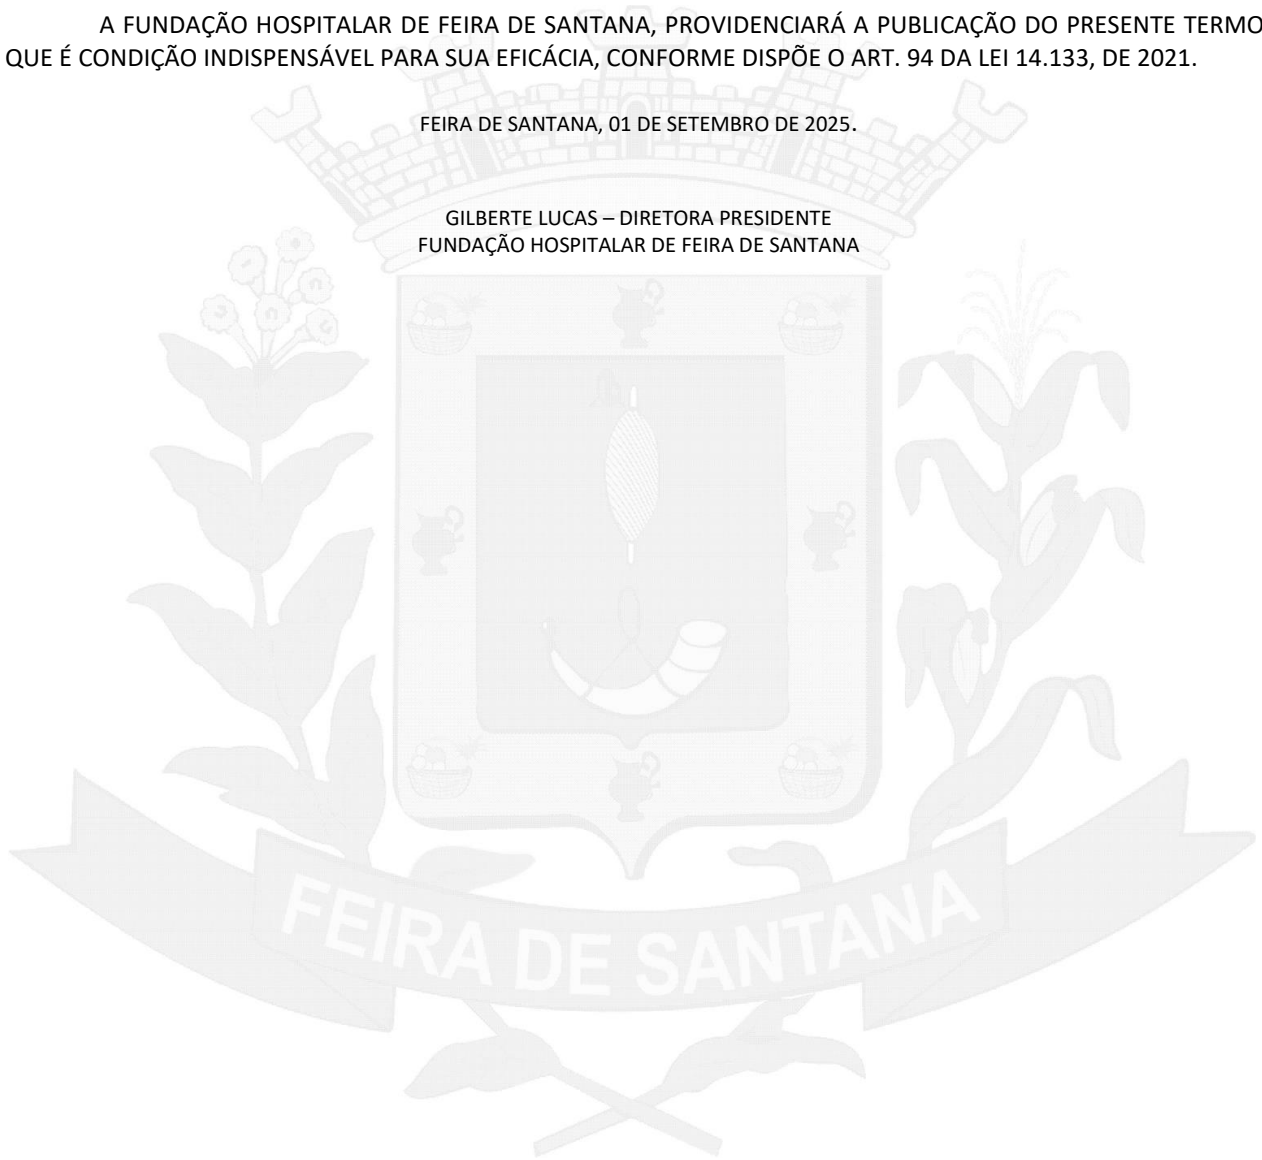 A FUNDAÇÃO HOSPITALAR DE FEIRA DE SANTANA, PROVIDENCIARÁ A PUBLICAÇÃO DO PRESENTE TERMO
QUE É CONDIÇÃO INDISPENSÁVEL PARA SUA EFICÁCIA, CONFORME DISPÕE O ART. 94 DA LEI 14.133, DE 2021.
FEIRA DE SANTANA, 01 DE SETEMBRO DE 2025.
GILBERTE LUCAS – DIRETORA PRESIDENTE
FUNDAÇÃO HOSPITALAR DE FEIRA DE SANTANA
FEIRA DE SANTANA